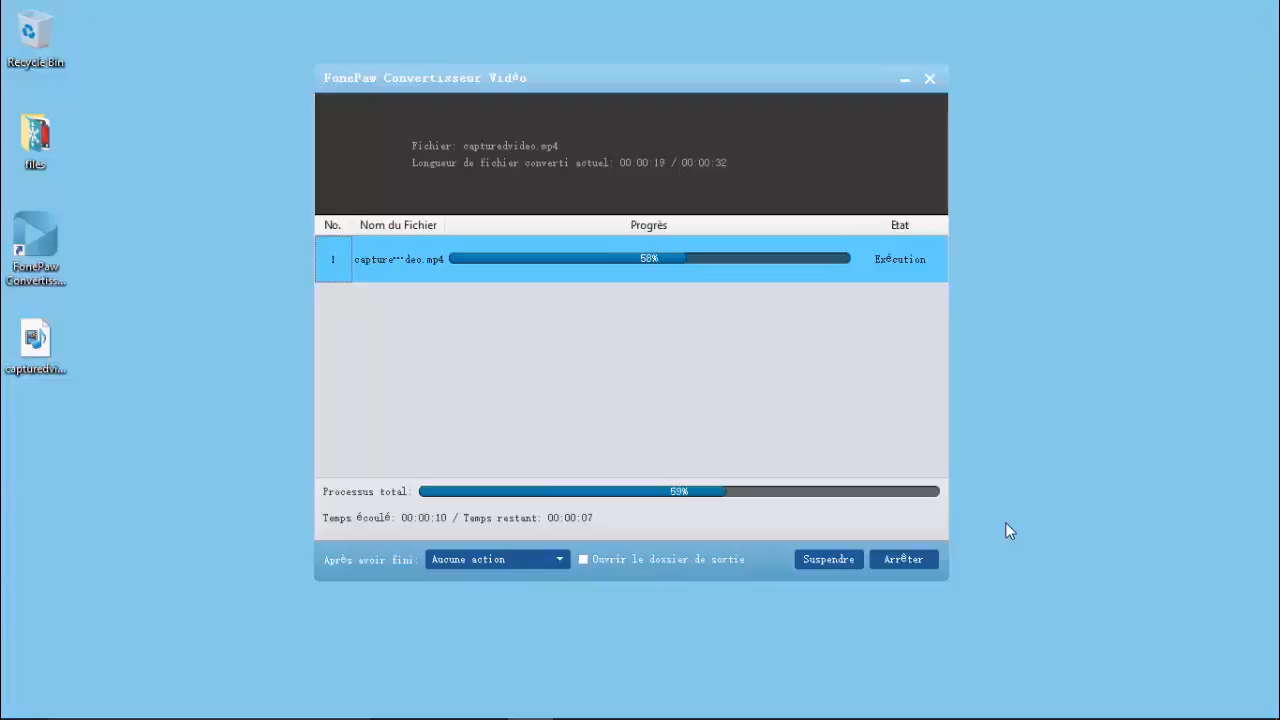 Recycle Bin
files
FonePaw
Convertiss...
capturedvi...
FonePaw Convertisseur Vidéo
Fichier: capturedvideo.mp4
Longueur de fichier converti actuel: 00:00:19 / 00:00:32
No. Nom du Fichier Progrès Etat
1 capture···deo.mp4 58% Exécution
Processus total: 59%
Temps écoulé: 00:00:10 / Temps restant: 00:00:07
Après avoir fini: Aucune action Ouvrir le dossier de sortie Suspendre Arrêter